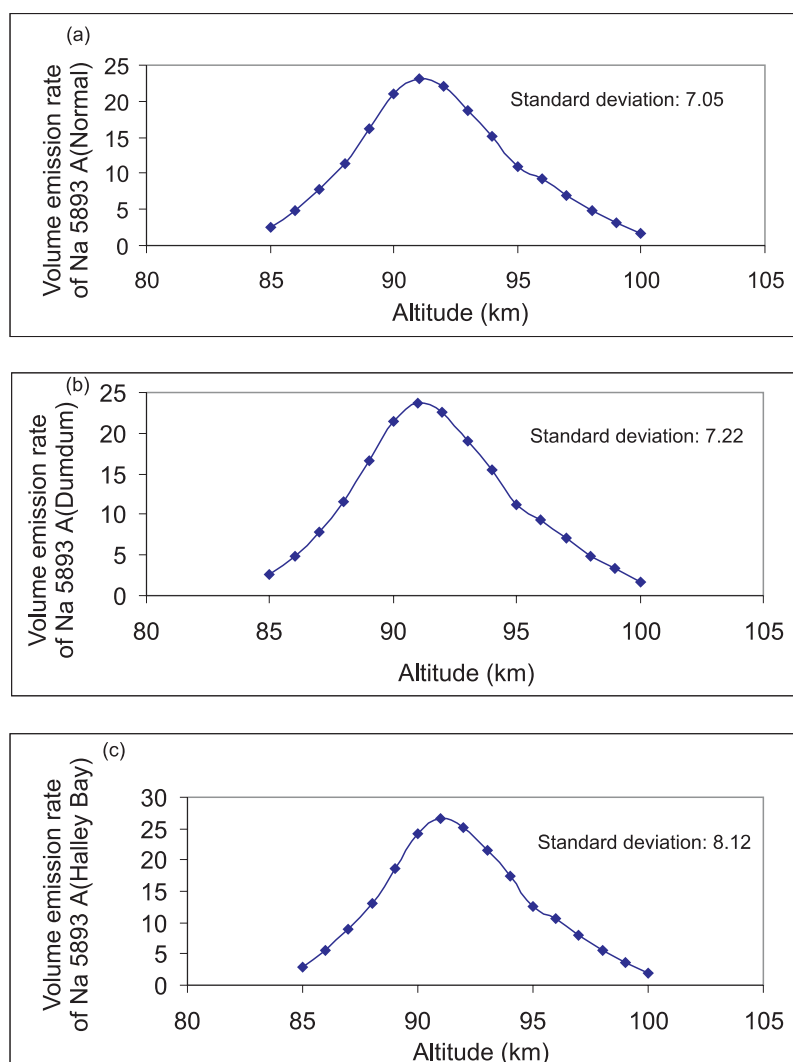 (a)
Volume emission rate
of Na 5893 A(Normal)
25
20
15
10
5
0
Standard deviation: 7.05
80 85 90 95 100 105
Altitude (km)
(b)
Volume emission rate
of Na 5893 A(Dumdum)
25
20
15
10
5
0
Standard deviation: 7.22
80 85 90 95 100 105
Altitude (km)
(c)
Volume emission rate
of Na 5893 A(Halley Bay)
30
25
20
15
10
5
0
Standard deviation: 8.12
80 85 90 95 100 105
Altitude (km)